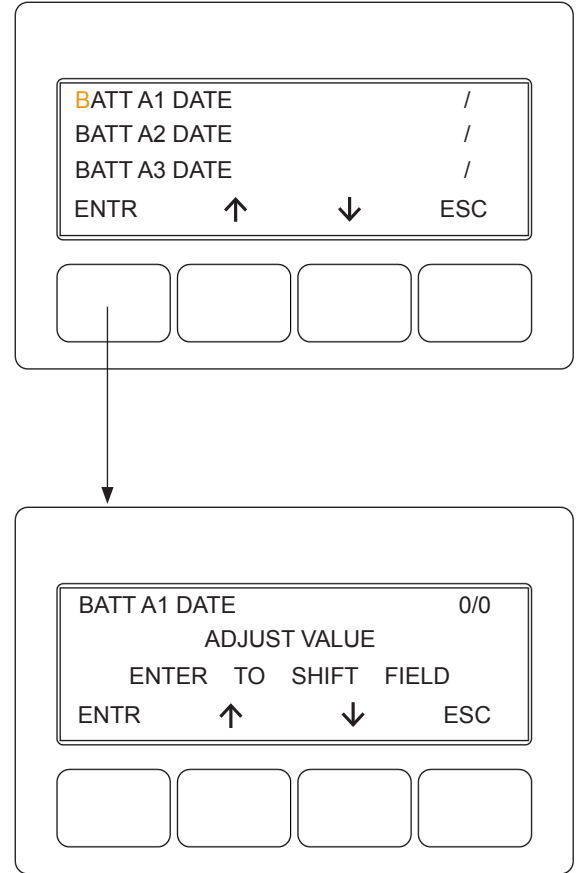 BATT A1 DATE /
BATT A2 DATE /
BATT A3 DATE /
ENTR ↑ ↓ ESC
BATT A1 DATE 0/0
ADJUST VALUE
ENTER TO SHIFT FIELD
ENTR ↑ ↓ ESC